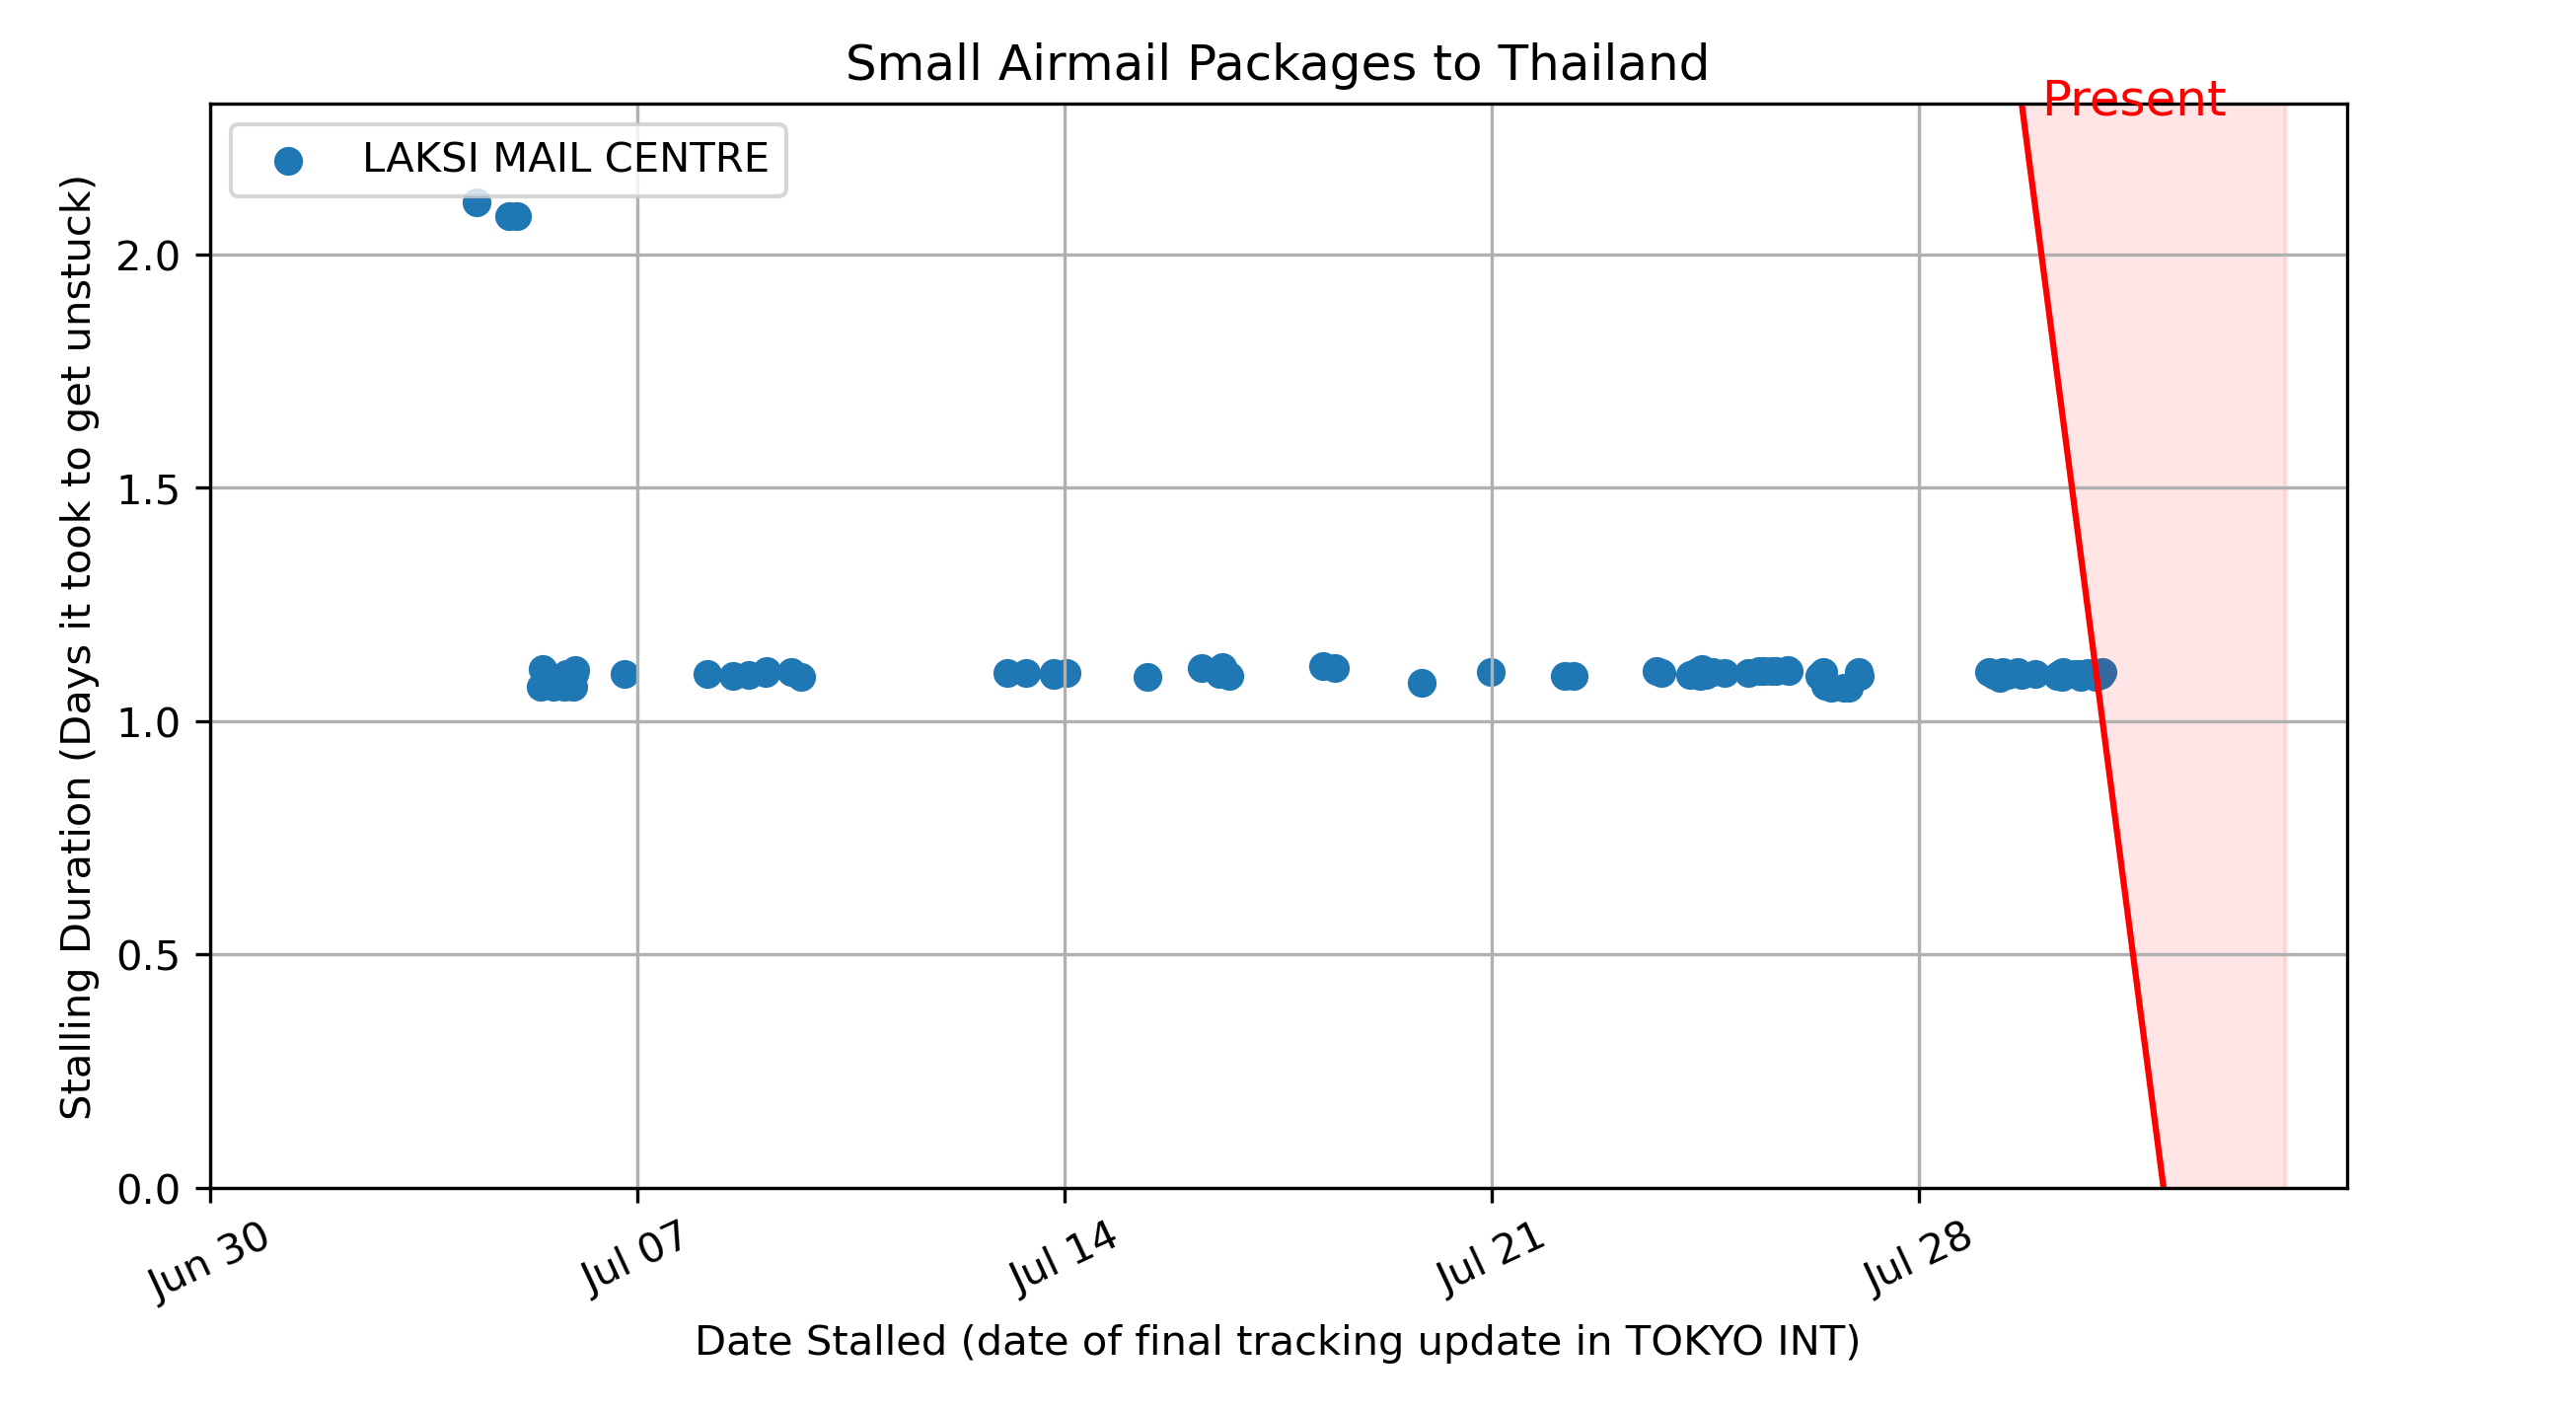 Small Airmail Packages to Thailand
Present
LAKSI MAIL CENTRE
Stalling Duration (Days it took to get unstuck)
2.0
1.5
1.0
0.5
0.0
Jun 30
Jul 07
Jul 14
Jul 21
Jul 28
Date Stalled (date of final tracking update in TOKYO INT)